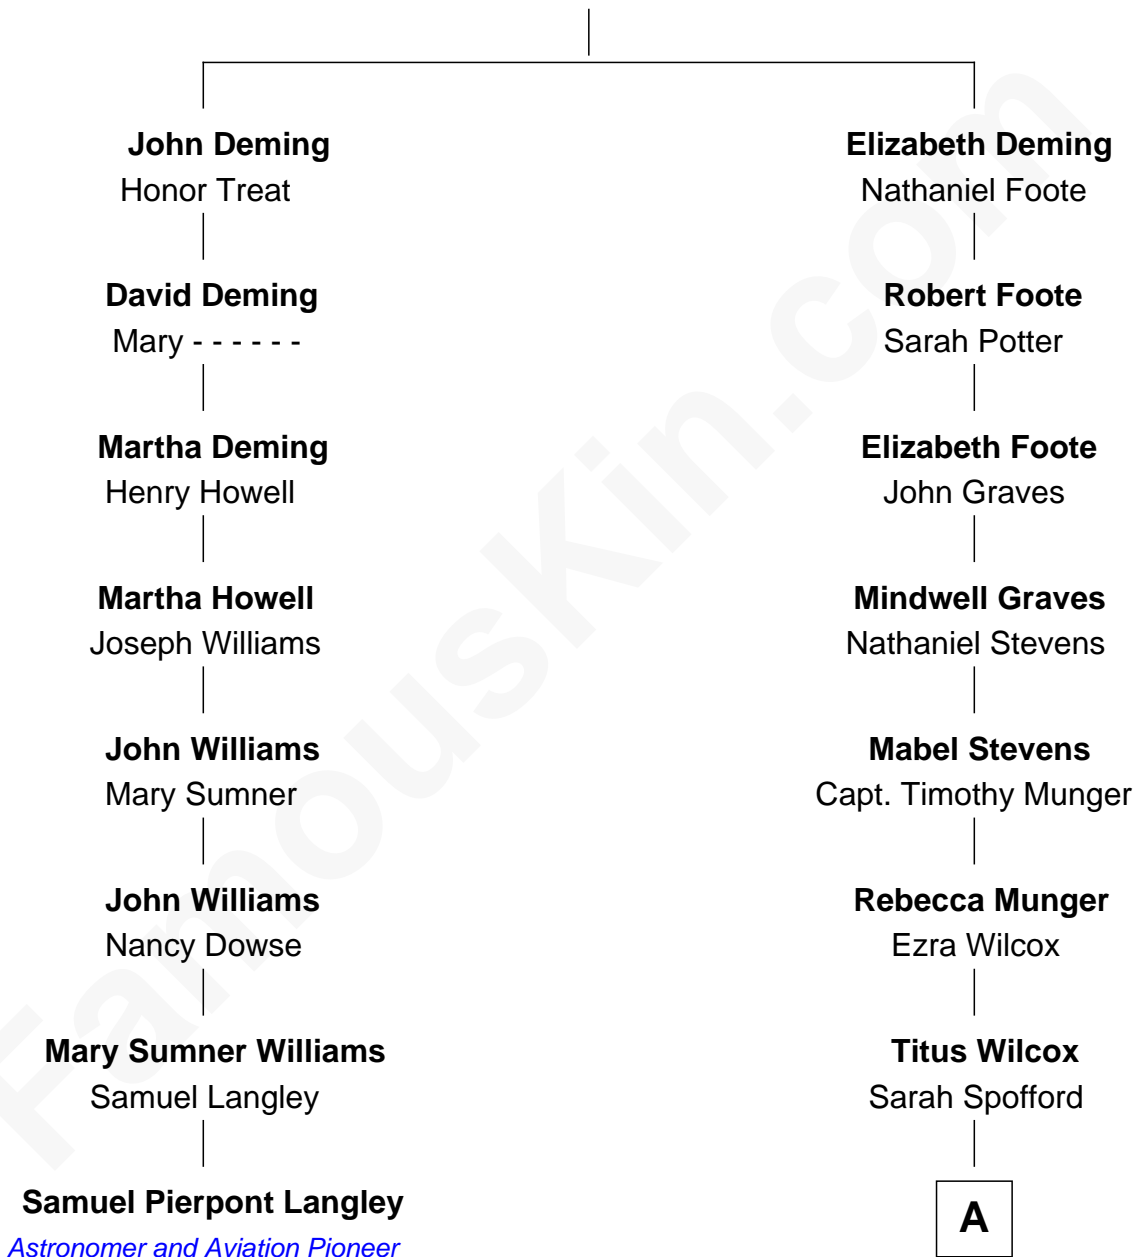 John Deming
Honor Treat
David Deming
Mary - - - - - -
Martha Deming
Henry Howell
Martha Howell
Joseph Williams
John Williams
Mary Sumner
John Williams
Nancy Dowse
Mary Sumner Williams
Samuel Langley
Samuel Pierpont Langley
Astronomer and Aviation Pioneer
Elizabeth Deming
Nathaniel Foote
Robert Foote
Sarah Potter
Elizabeth Foote
John Graves
Mindwell Graves
Nathaniel Stevens
Mabel Stevens
Capt. Timothy Munger
Rebecca Munger
Ezra Wilcox
Titus Wilcox
Sarah Spofford
A
FamousKin.com